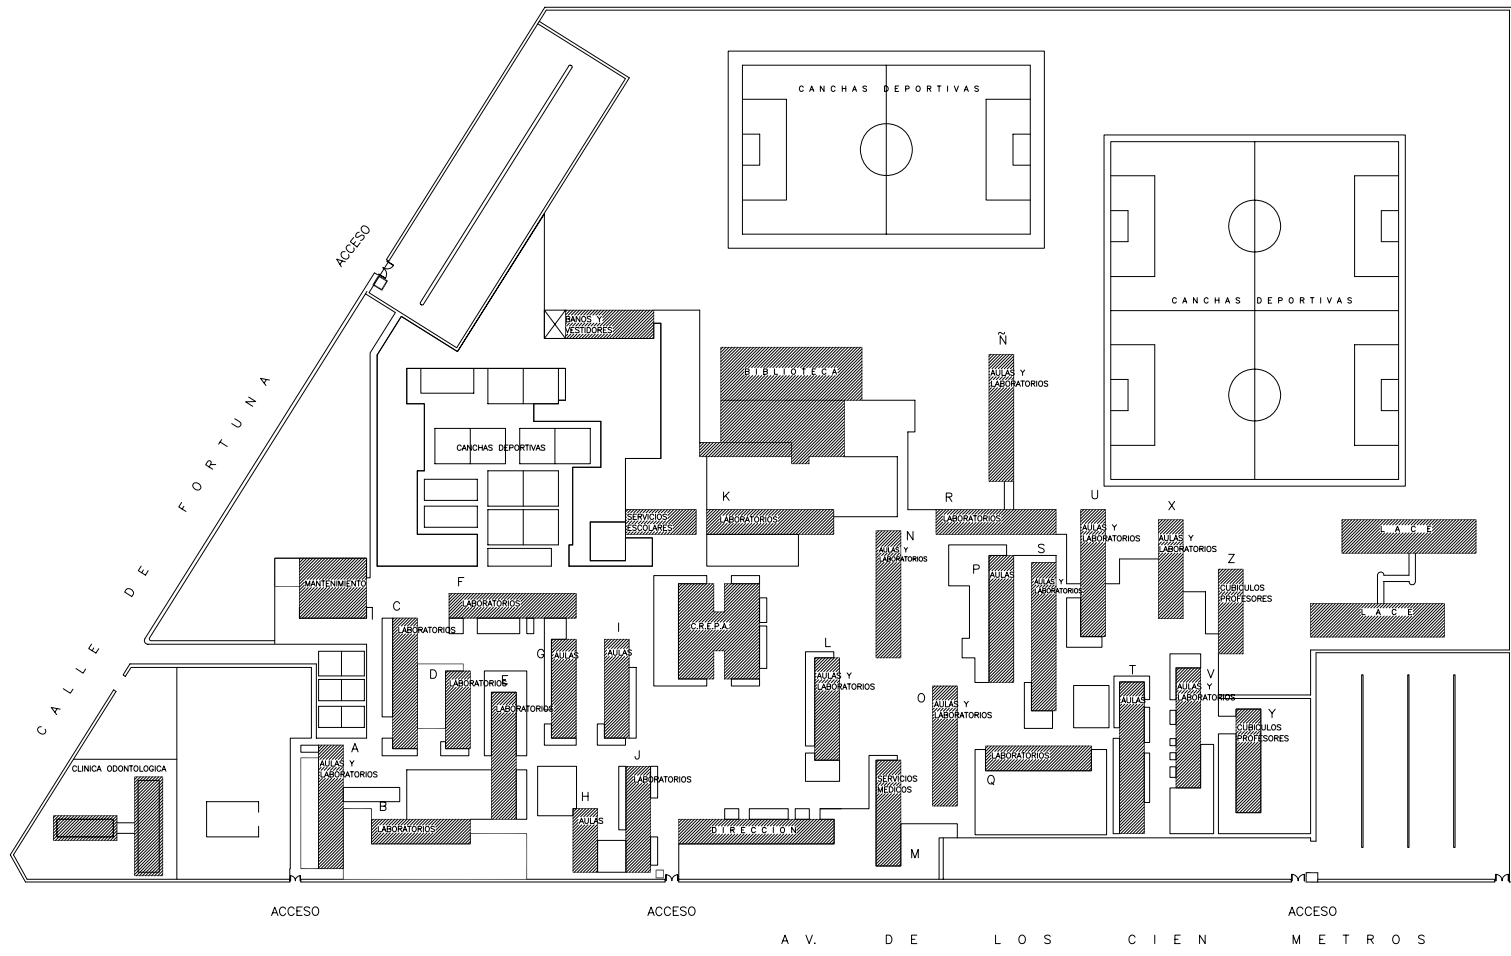 CANCHAS DEPORTIVAS
ACCESO
CANCHAS DEPORTIVAS
BANOS Y
VESTIDORES
Ñ
BIBLIOTECA
AULAS Y
LABORATORIOS
CALLE DE FORTUNA
CANCHAS DEPORTIVAS
K
R
U
X
SERVICIOS
ESCOLARES
LABORATORIOS
LABORATORIOS
AULAS Y
LABORATORIOS
AULAS Y
LABORATORIOS
LACE
N
AULAS Y
LABORATORIOS
S
P
AULAS
AULAS Y
LABORATORIOS
Z
CUBICULOS
PROFESORES
MANTENIMIENTO
F
LABORATORIOS
C
LABORATORIOS
LACE
C.R.E.P.A.
I
G
AULAS
AULAS
L
AULAS Y
LABORATORIOS
D
LABORATORIOS
E
LABORATORIOS
O
AULAS Y
LABORATORIOS
T
AULAS
V
AULAS Y
LABORATORIOS
Y
CUBICULOS
PROFESORES
A
AULAS Y
LABORATORIOS
CLINICA ODONTOLOGICA
J
LABORATORIOS
LABORATORIOS
Q
SERVICIOS
MEDICOS
B
LABORATORIOS
H
AULAS
DIRECCION
M
ACCESO
ACCESO
ACCESO
AV. DE LOS CIEN METROS